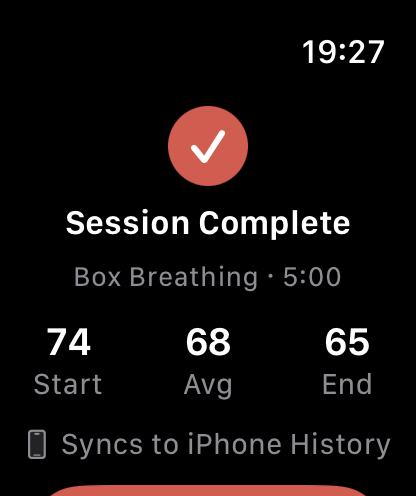 19:27
Session Complete
Box Breathing · 5:00
74 68 65
Start Avg End
Syncs to iPhone History